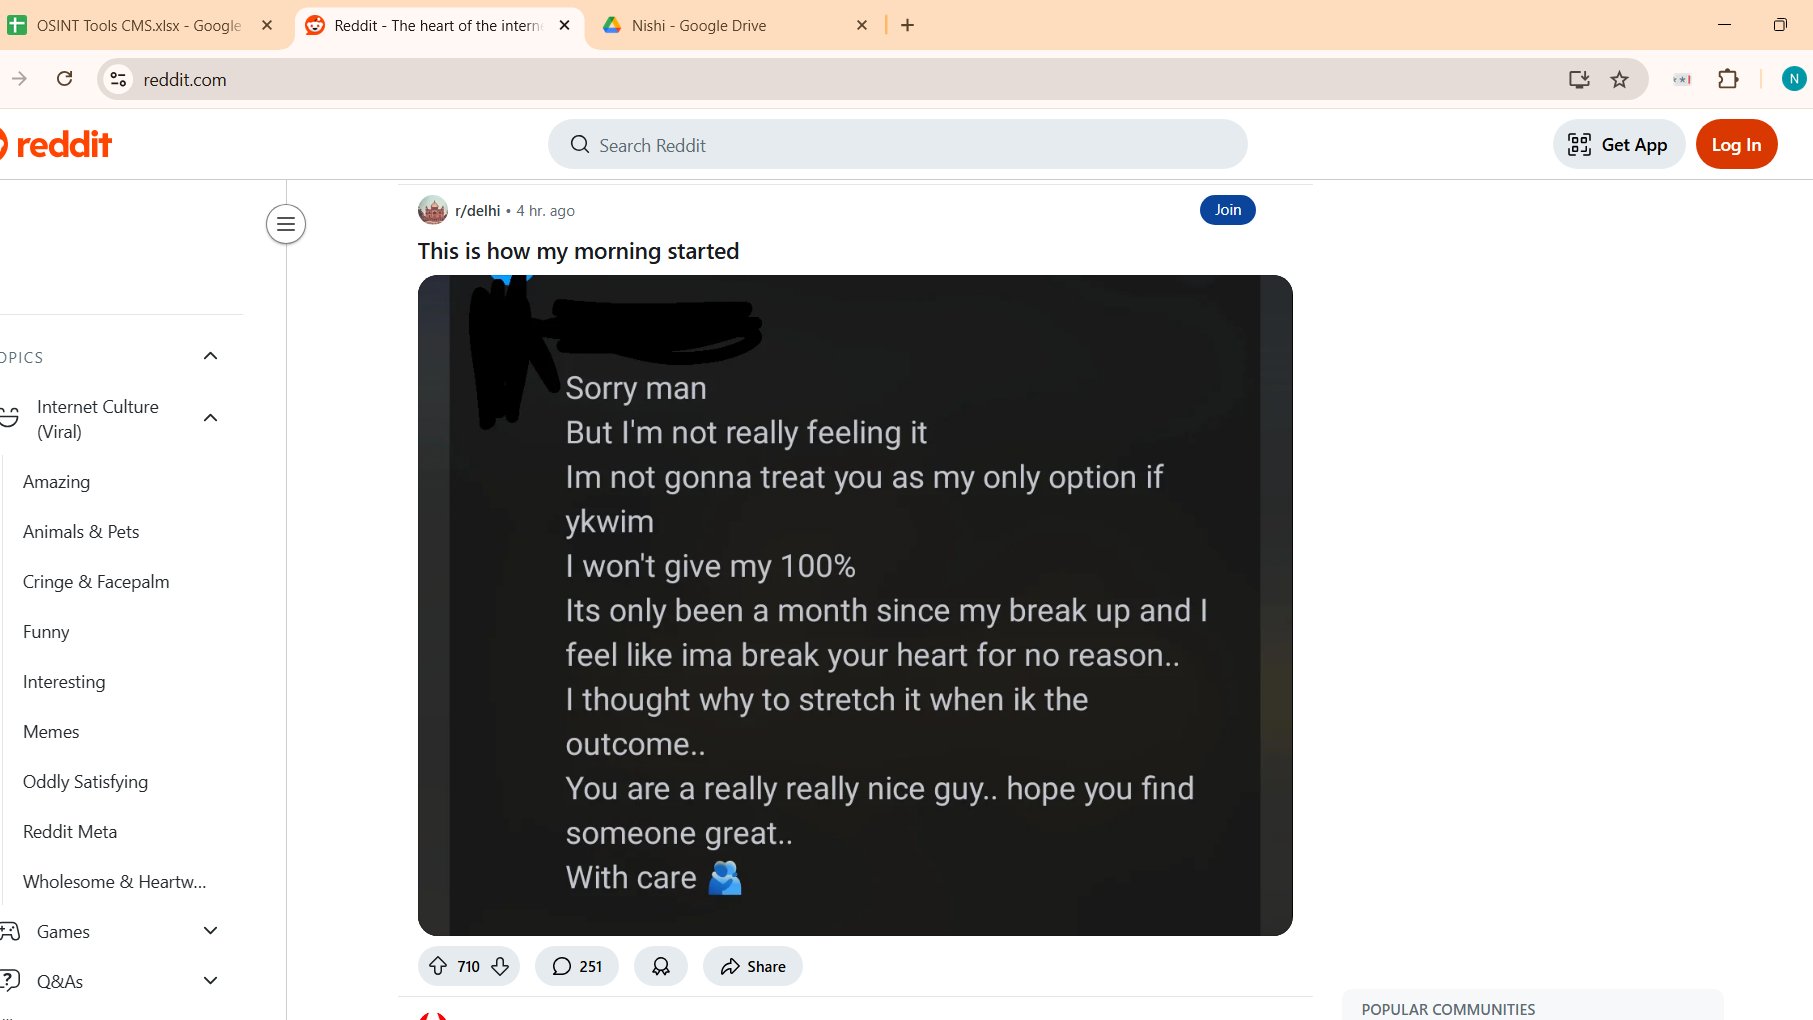 OSINT Tools CMS.xlsx - Google
Reddit - The heart of the interne
Nishi - Google Drive
reddit.com
N
reddit
Search Reddit
Get App
Log In
r/delhi • 4 hr. ago
Join
This is how my morning started
Sorry man
But I'm not really feeling it
Im not gonna treat you as my only option if
ykwim
I won't give my 100%
Its only been a month since my break up and I
feel like ima break your heart for no reason..
I thought why to stretch it when ik the
outcome..
You are a really really nice guy.. hope you find
someone great..
With care 🫂
710
251
Share
OPICS
Internet Culture
(Viral)
Amazing
Animals & Pets
Cringe & Facepalm
Funny
Interesting
Memes
Oddly Satisfying
Reddit Meta
Wholesome & Heartw...
Games
Q&As
POPULAR COMMUNITIES